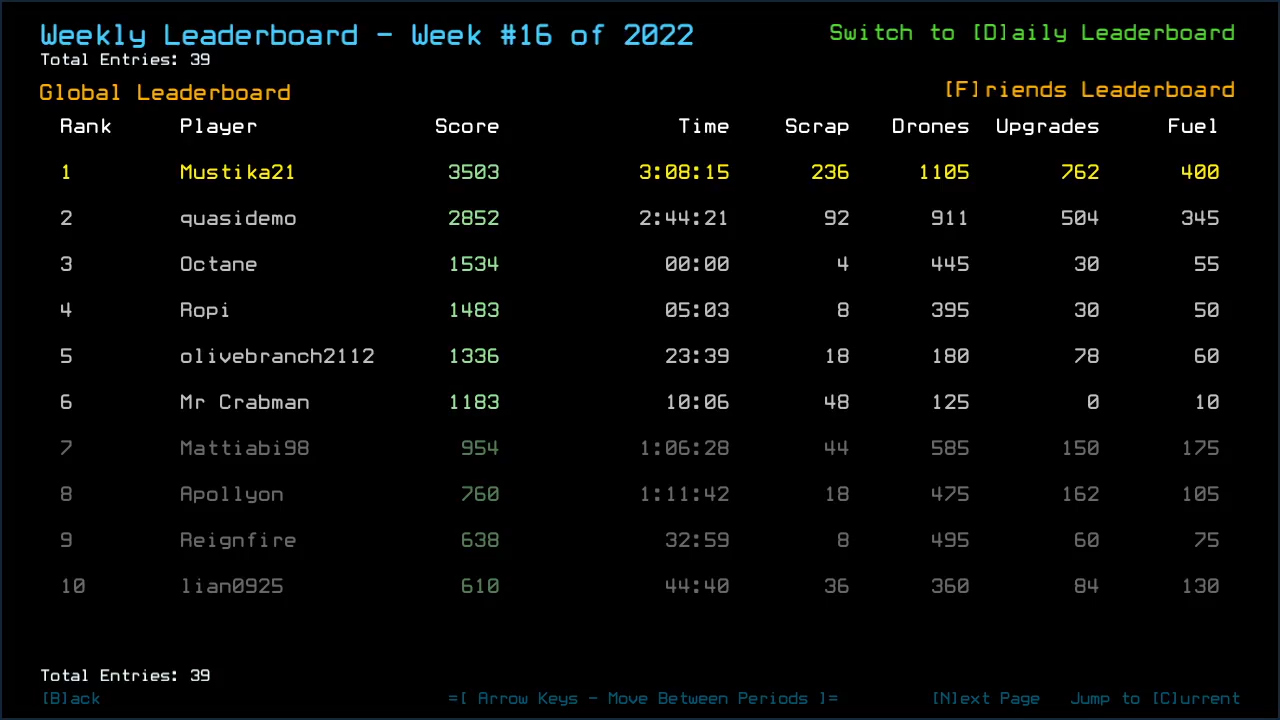 Weekly Leaderboard - Week #16 of 2022 Switch to [D]aily Leaderboard
Total Entries: 39
Global Leaderboard [F]riends Leaderboard
Rank Player Score Time Scrap Drones Upgrades Fuel
1 Mustika21 3503 3:08:15 236 1105 762 400
2 quasidemo 2852 2:44:21 92 911 504 345
3 Octane 1534 00:00 4 445 30 55
4 Ropi 1483 05:03 8 395 30 50
5 olivebranch2112 1336 23:39 18 180 78 60
6 Mr Crabman 1183 10:06 48 125 0 10
7 Mattiabi98 954 1:06:28 44 585 150 175
8 Apollyon 760 1:11:42 18 475 162 105
9 Reignfire 638 32:59 8 495 60 75
10 lian0925 610 44:40 36 360 84 130
Total Entries: 39
[B]ack =[ Arrow Keys - Move Between Periods ]= [N]ext Page Jump to [C]urrent